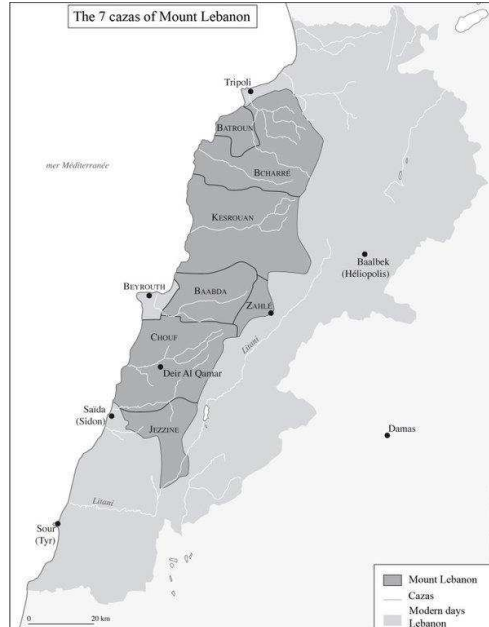 The 7 cazas of Mount Lebanon
Tripoli
BATROUN
BCHARRÉ
mer Méditerranée
KESROUAN
Baalbek
(Héliopolis)
BEYROUTH
BAABDA
ZAHLÉ
CHOUF
Litani
Deir Al Qamar
Saïda
(Sidon)
JEZZINE
Damas
Litani
Sour
(Tyr)
Mount Lebanon
Cazas
Modern days
Lebanon
0 20 km